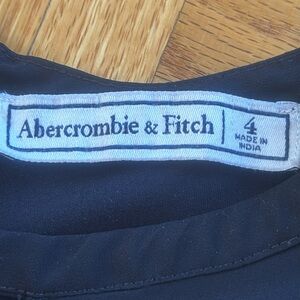 Abercrombie & Fitch
4
MADE IN
INDIA